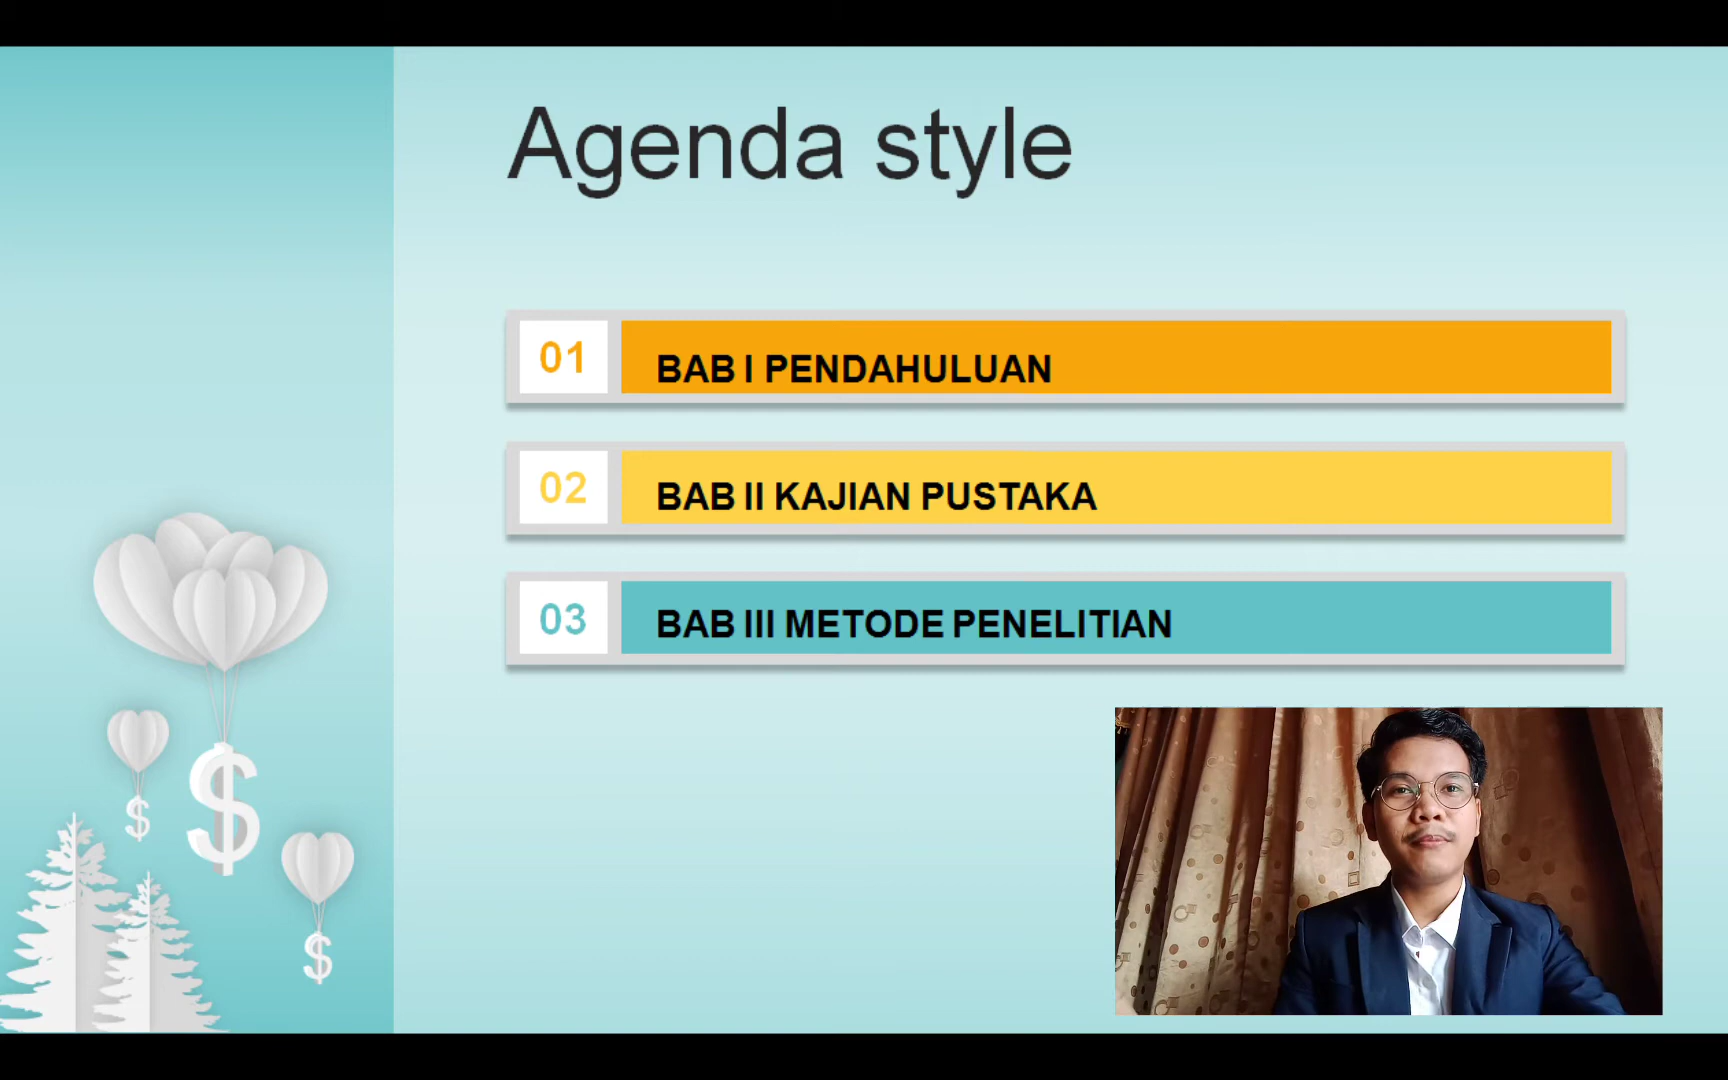 Agenda style
01 BAB I PENDAHULUAN
02 BAB II KAJIAN PUSTAKA
03 BAB III METODE PENELITIAN
$
$
$